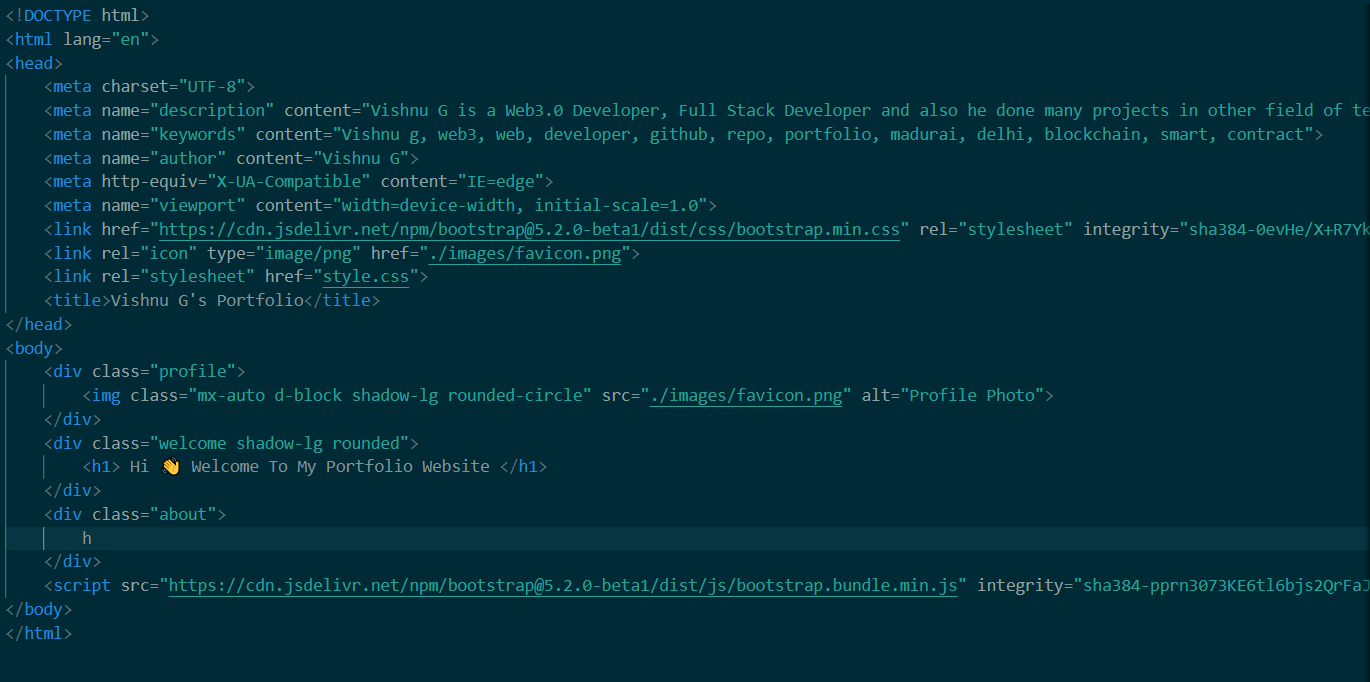 <!DOCTYPE html>
<html lang="en">
<head>
    <meta charset="UTF-8">
    <meta name="description" content="Vishnu G is a Web3.0 Developer, Full Stack Developer and also he done many projects in other field of te
    <meta name="keywords" content="Vishnu g, web3, web, developer, github, repo, portfolio, madurai, delhi, blockchain, smart, contract">
    <meta name="author" content="Vishnu G">
    <meta http-equiv="X-UA-Compatible" content="IE=edge">
    <meta name="viewport" content="width=device-width, initial-scale=1.0">
    <link href="https://cdn.jsdelivr.net/npm/bootstrap@5.2.0-beta1/dist/css/bootstrap.min.css" rel="stylesheet" integrity="sha384-0evHe/X+R7Yk
    <link rel="icon" type="image/png" href="./images/favicon.png">
    <link rel="stylesheet" href="style.css">
    <title>Vishnu G's Portfolio</title>
</head>
<body>
    <div class="profile">
        <img class="mx-auto d-block shadow-lg rounded-circle" src="./images/favicon.png" alt="Profile Photo">
    </div>
    <div class="welcome shadow-lg rounded">
        <h1> Hi 👋 Welcome To My Portfolio Website </h1>
    </div>
    <div class="about">
        h
    </div>
    <script src="https://cdn.jsdelivr.net/npm/bootstrap@5.2.0-beta1/dist/js/bootstrap.bundle.min.js" integrity="sha384-pprn3073KE6tl6bjs2QrFaJ
</body>
</html>